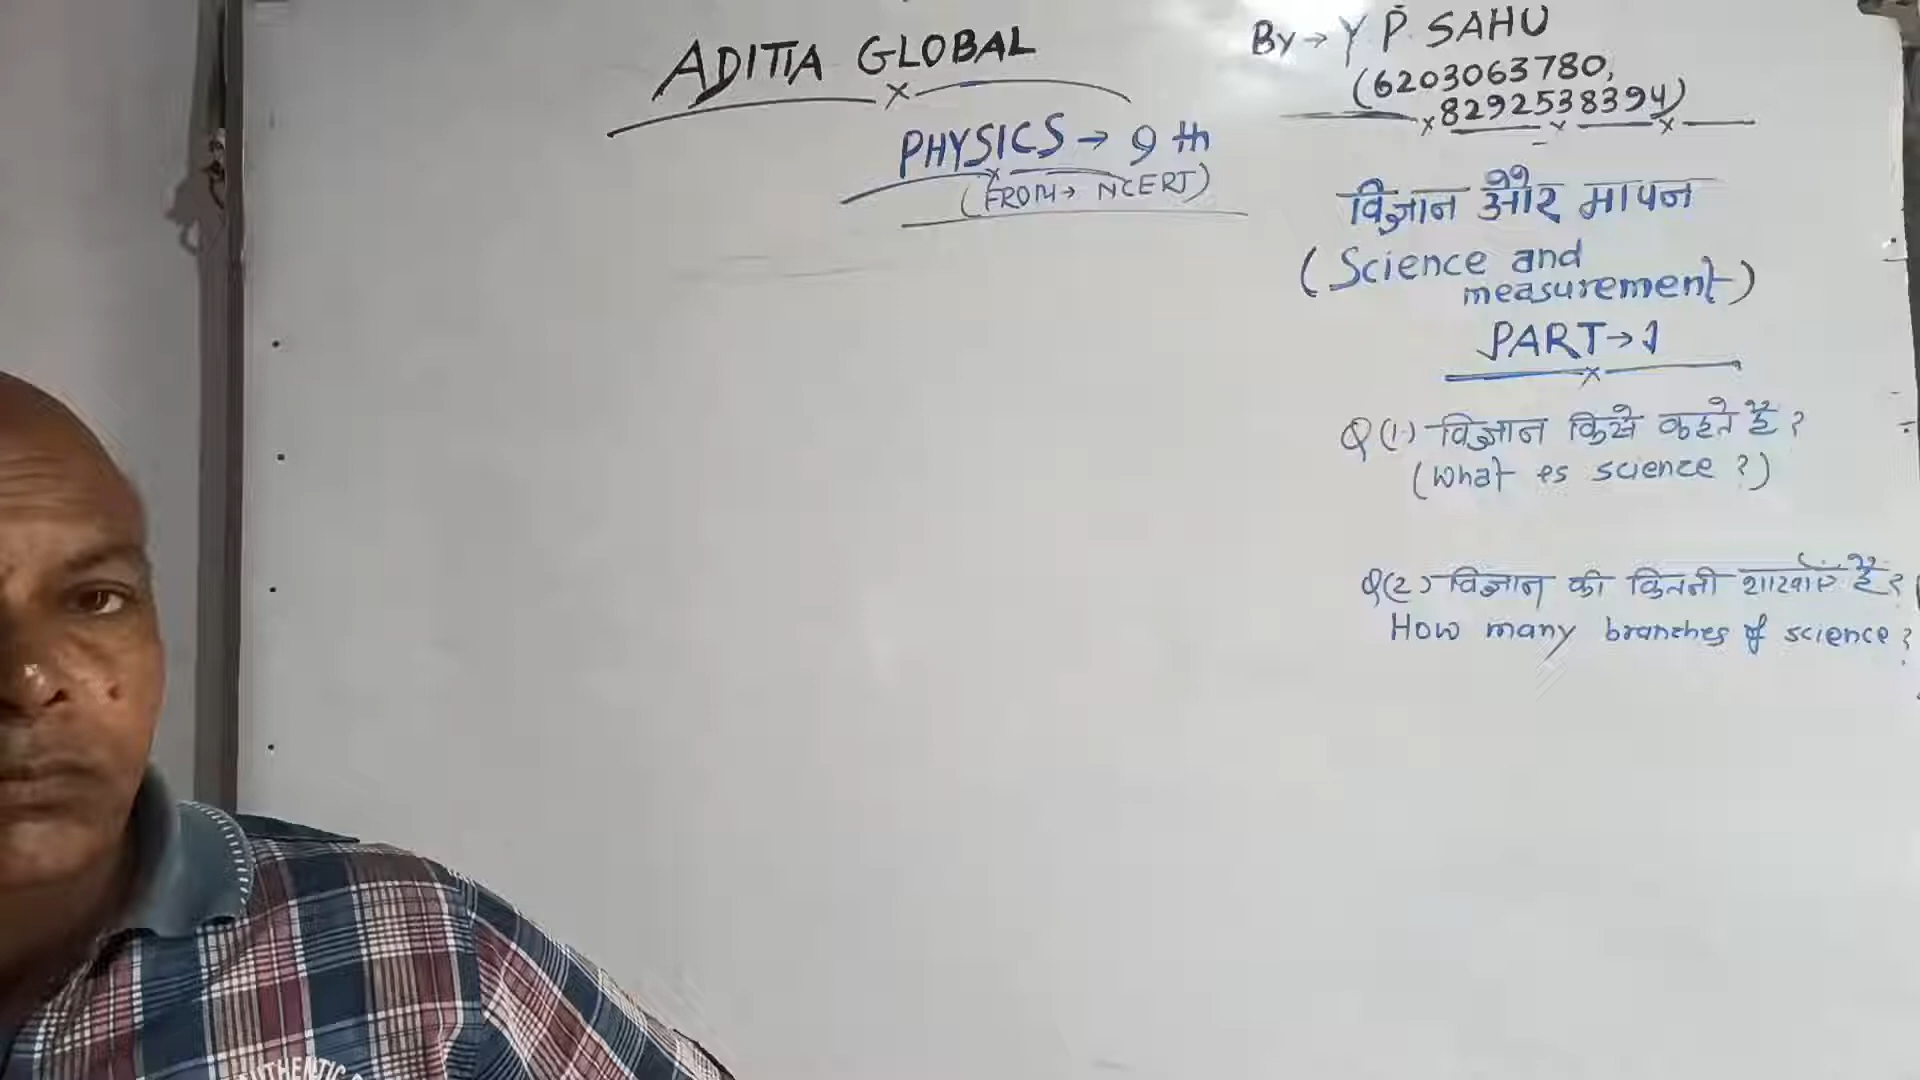 ADITIA GLOBAL
By → Y P SAHU
(6203063780,
8292538394)
PHYSICS → 9 th
(FROM → NCERT)
विज्ञान और मापन
(Science and
measurement)
PART → 1
Q (1.) विज्ञान किसे कहते हैं?
(What es science ?)
Q(2) विज्ञान की कितनी शाखाएँ हैं?
How many branches of science?
AUTHENTIC